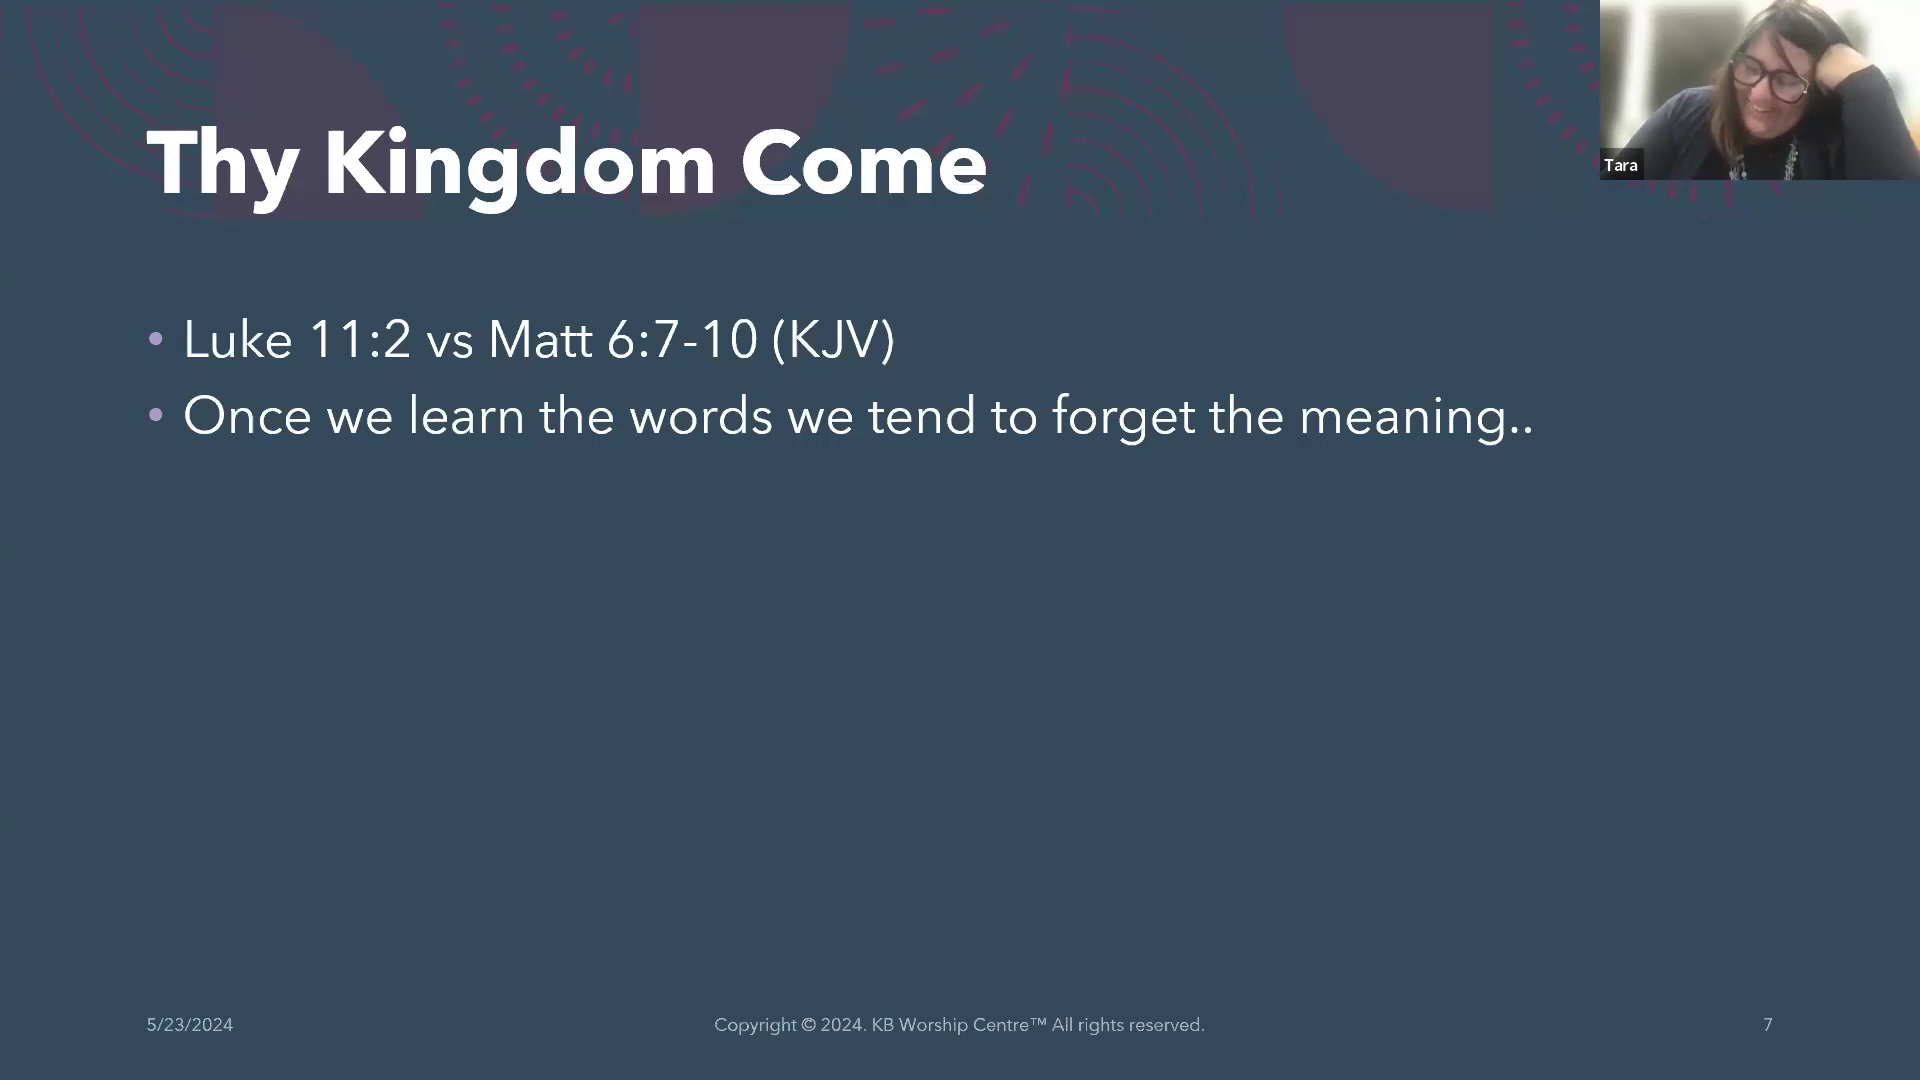 Thy Kingdom Come
Tara
• Luke 11:2 vs Matt 6:7-10 (KJV)
• Once we learn the words we tend to forget the meaning..
5/23/2024
Copyright © 2024. KB Worship Centre™ All rights reserved.
7